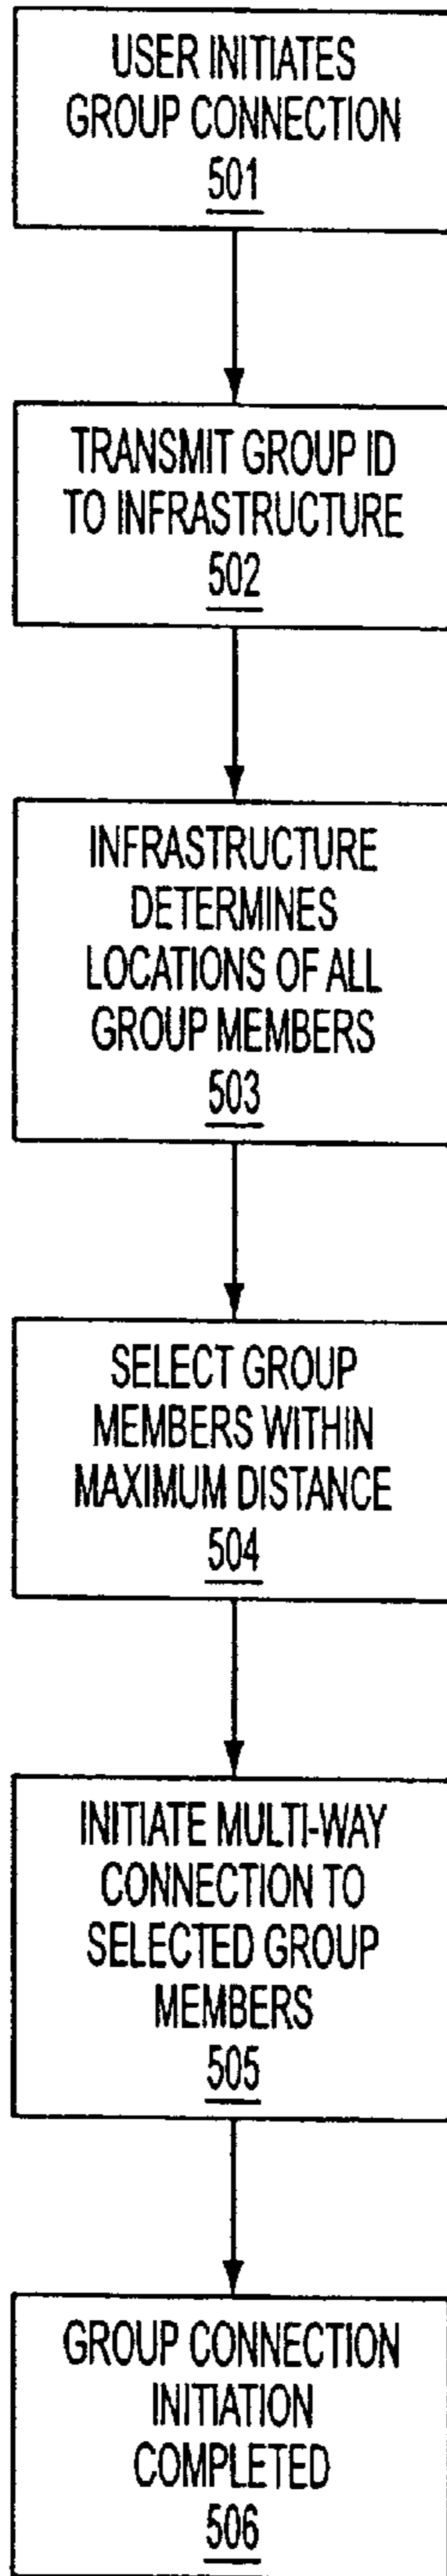 USER INITIATES
GROUP CONNECTION
501
TRANSMIT GROUP ID
TO INFRASTRUCTURE
502
INFRASTRUCTURE
DETERMINES
LOCATIONS OF ALL
GROUP MEMBERS
503
SELECT GROUP
MEMBERS WITHIN
MAXIMUM DISTANCE
504
INITIATE MULTI-WAY
CONNECTION TO
SELECTED GROUP
MEMBERS
505
GROUP CONNECTION
INITIATION
COMPLETED
506